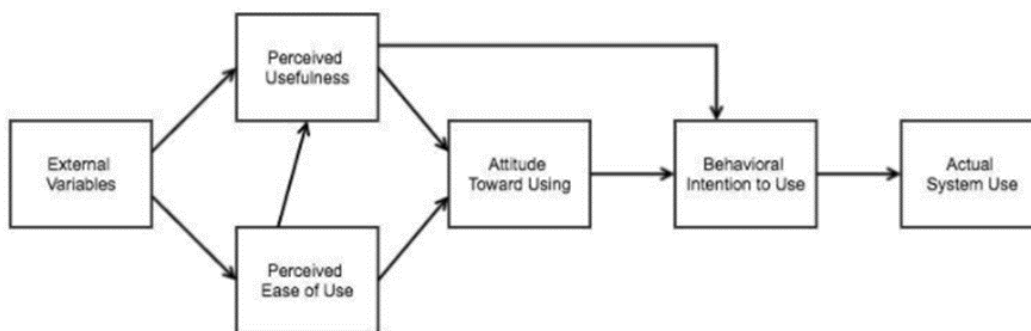 Perceived
Usefulness
External
Variables
Attitude
Toward Using
Behavioral
Intention to Use
Actual
System Use
Perceived
Ease of Use